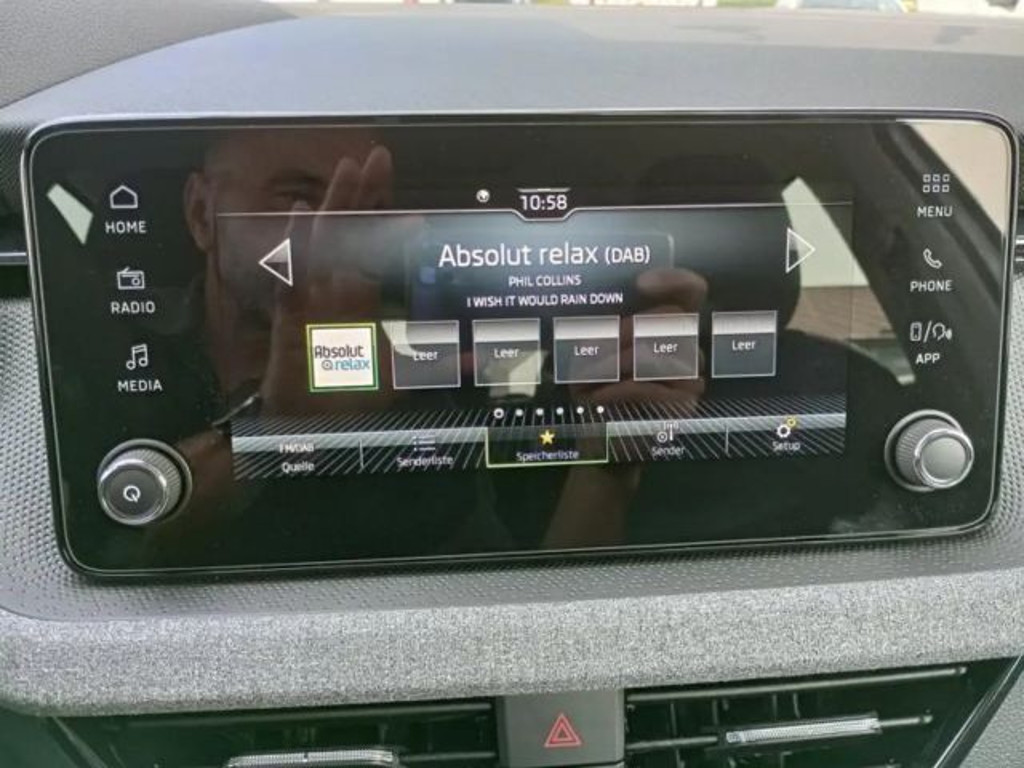 10:58
HOME
RADIO
MEDIA
Absolut relax (DAB)
PHIL COLLINS
I WISH IT WOULD RAIN DOWN
Absolut
relax
Leer
Leer
Leer
Leer
Leer
FM/DAB
Quelle
Senderliste
Speicherliste
Sender
Setup
MENU
PHONE
APP